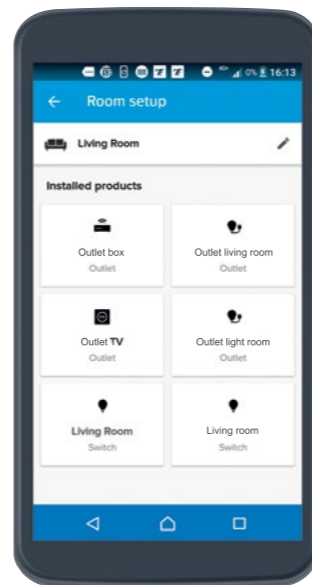 0% 16:13
Room setup
Living Room
Installed products
Outlet box
Outlet
Outlet living room
Outlet
Outlet TV
Outlet
Outlet light room
Outlet
Living Room
Switch
Living room
Switch